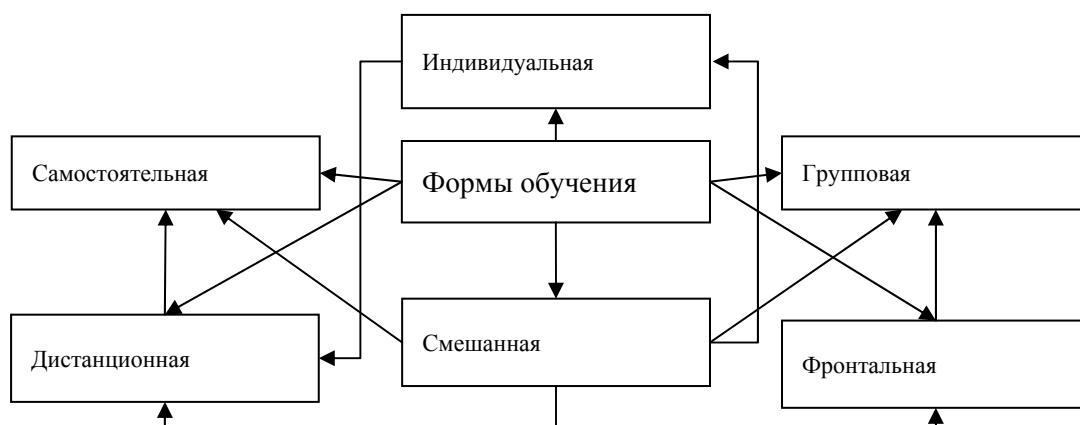 Индивидуальная
Самостоятельная
Формы обучения
Групповая
Дистанционная
Смешанная
Фронтальная